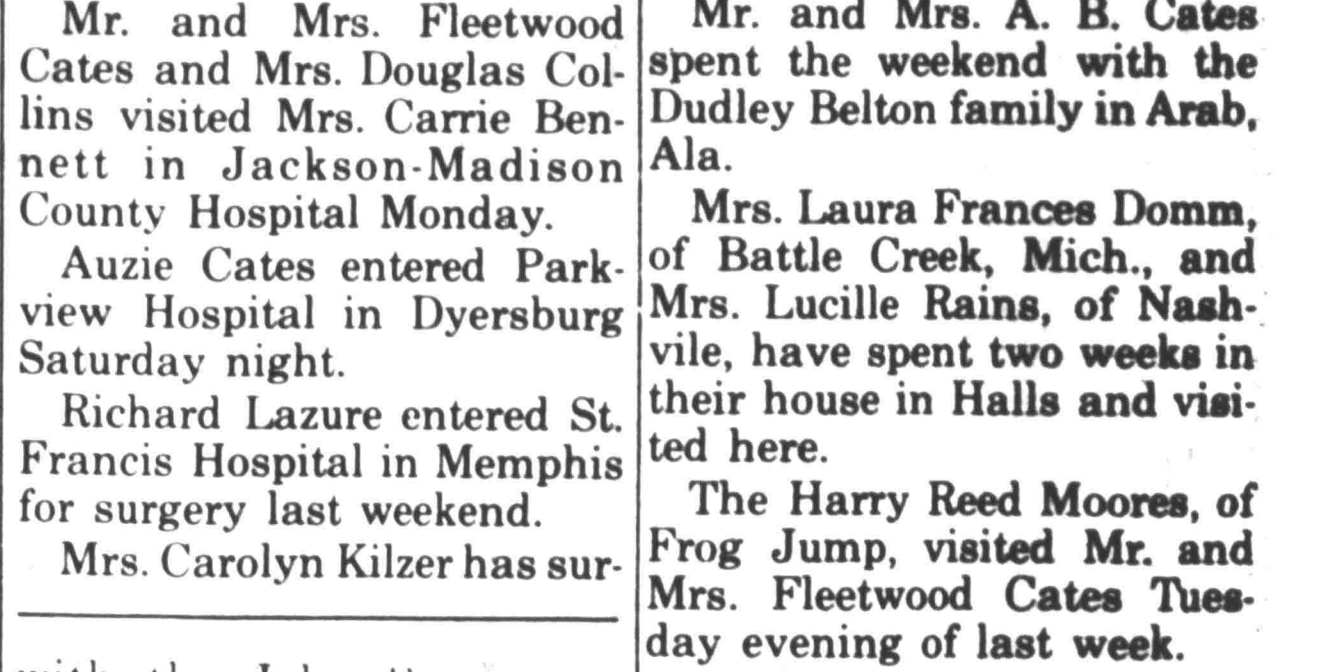 Mr. and Mrs. Fleetwood
Cates and Mrs. Douglas Col-
lins visited Mrs. Carrie Ben-
nett in Jackson-Madison
County Hospital Monday.
Auzie Cates entered Park-
view Hospital in Dyersburg
Saturday night.
Richard Lazure entered St.
Francis Hospital in Memphis
for surgery last weekend.
Mrs. Carolyn Kilzer has sur-
Mr. and Mrs. A. B. Cates
spent the weekend with the
Dudley Belton family in Arab,
Ala.
Mrs. Laura Frances Domm,
of Battle Creek, Mich., and
Mrs. Lucille Rains, of Nash-
vile, have spent two weeks in
their house in Halls and visi-
ted here.
The Harry Reed Moores, of
Frog Jump, visited Mr. and
Mrs. Fleetwood Cates Tues-
day evening of last week.